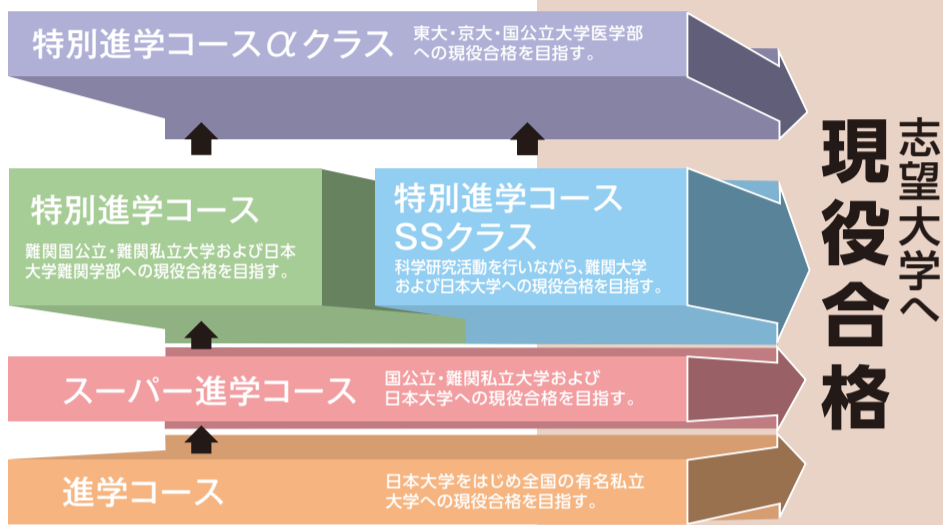 特別進学コースαクラス
東大・京大・国公立大学医学部
への現役合格を目指す。
特別進学コース
難関国公立・難関私立大学および日本
大学難関学部への現役合格を目指す。
特別進学コース
SSクラス
科学研究活動を行いながら、難関大学
および日本大学への現役合格を目指す。
スーパー進学コース
国公立・難関私立大学および
日本大学への現役合格を目指す。
進学コース
日本大学をはじめ全国の有名私立
大学への現役合格を目指す。
志望大学へ
現役合格